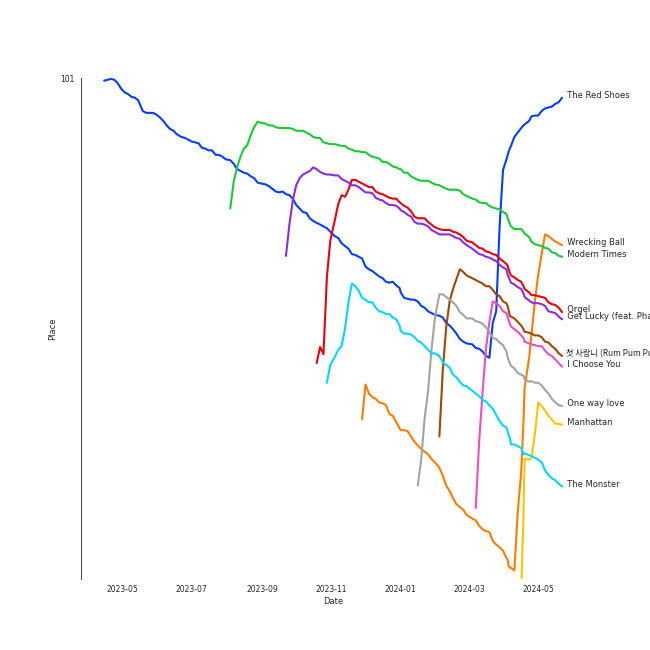 101
The Red Shoes
Wrecking Ball
Modern Times
Orgel
Get Lucky (feat. Pha
첫 사랑니 (Rum Pum Pu
I Choose You
One way love
Manhattan
The Monster
Place
2023-05 2023-07 2023-09 2023-11 2024-01 2024-03 2024-05
Date